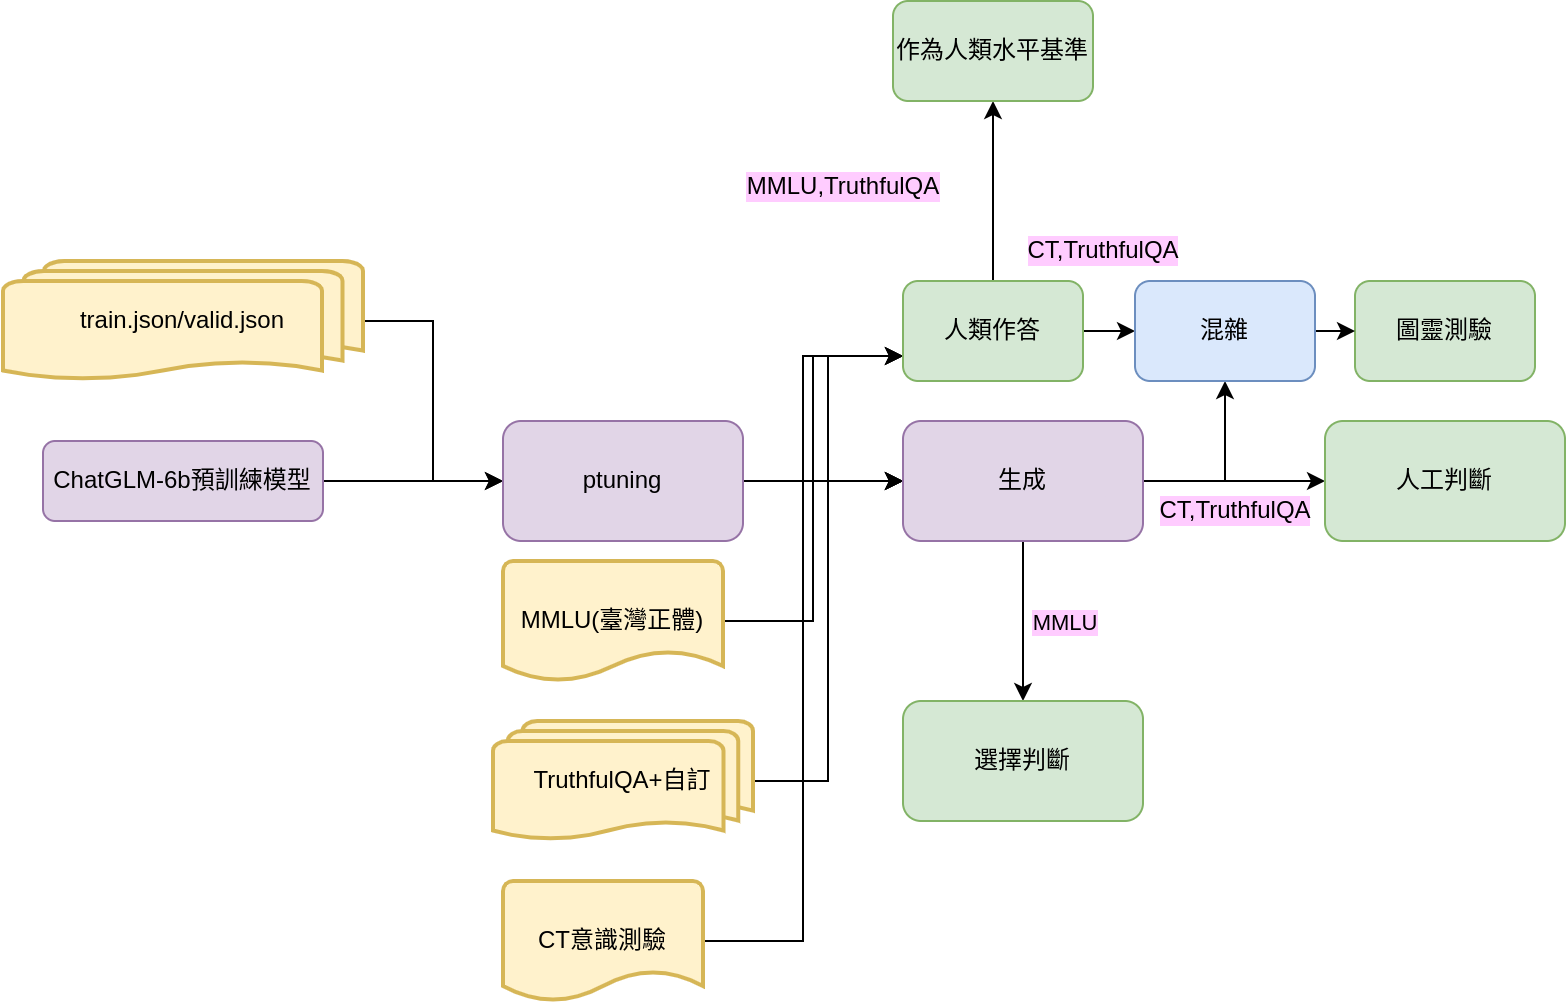 作為人類水平基準
MMLU,TruthfulQA
CT,TruthfulQA
train.json/valid.json
人類作答
混雜
圖靈測驗
ChatGLM-6b預訓練模型
ptuning
生成
人工判斷
CT,TruthfulQA
MMLU(臺灣正體)
MMLU
TruthfulQA+自訂
選擇判斷
CT意識測驗